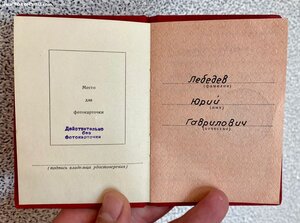 Место
для
фотокарточки
Действительно
без
фотокарточки
(подпись владельца удостоверения)
Лебедев
(фамилия)
Юрий
(имя)
Гаврилович
(отчество)